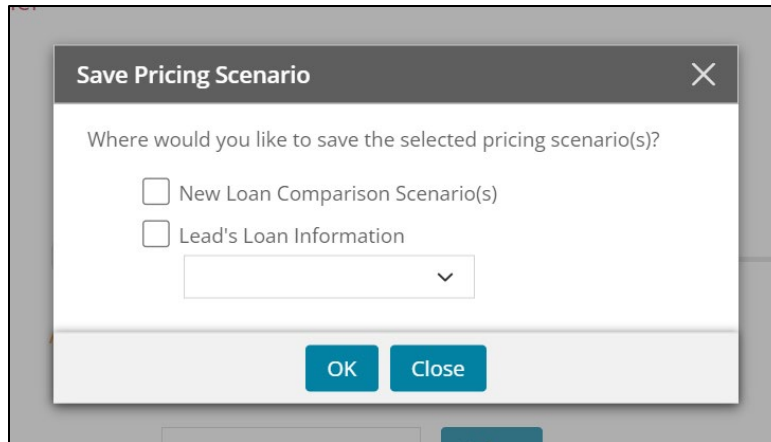 Save Pricing Scenario
Where would you like to save the selected pricing scenario(s)?
New Loan Comparison Scenario(s)
Lead's Loan Information
OK Close